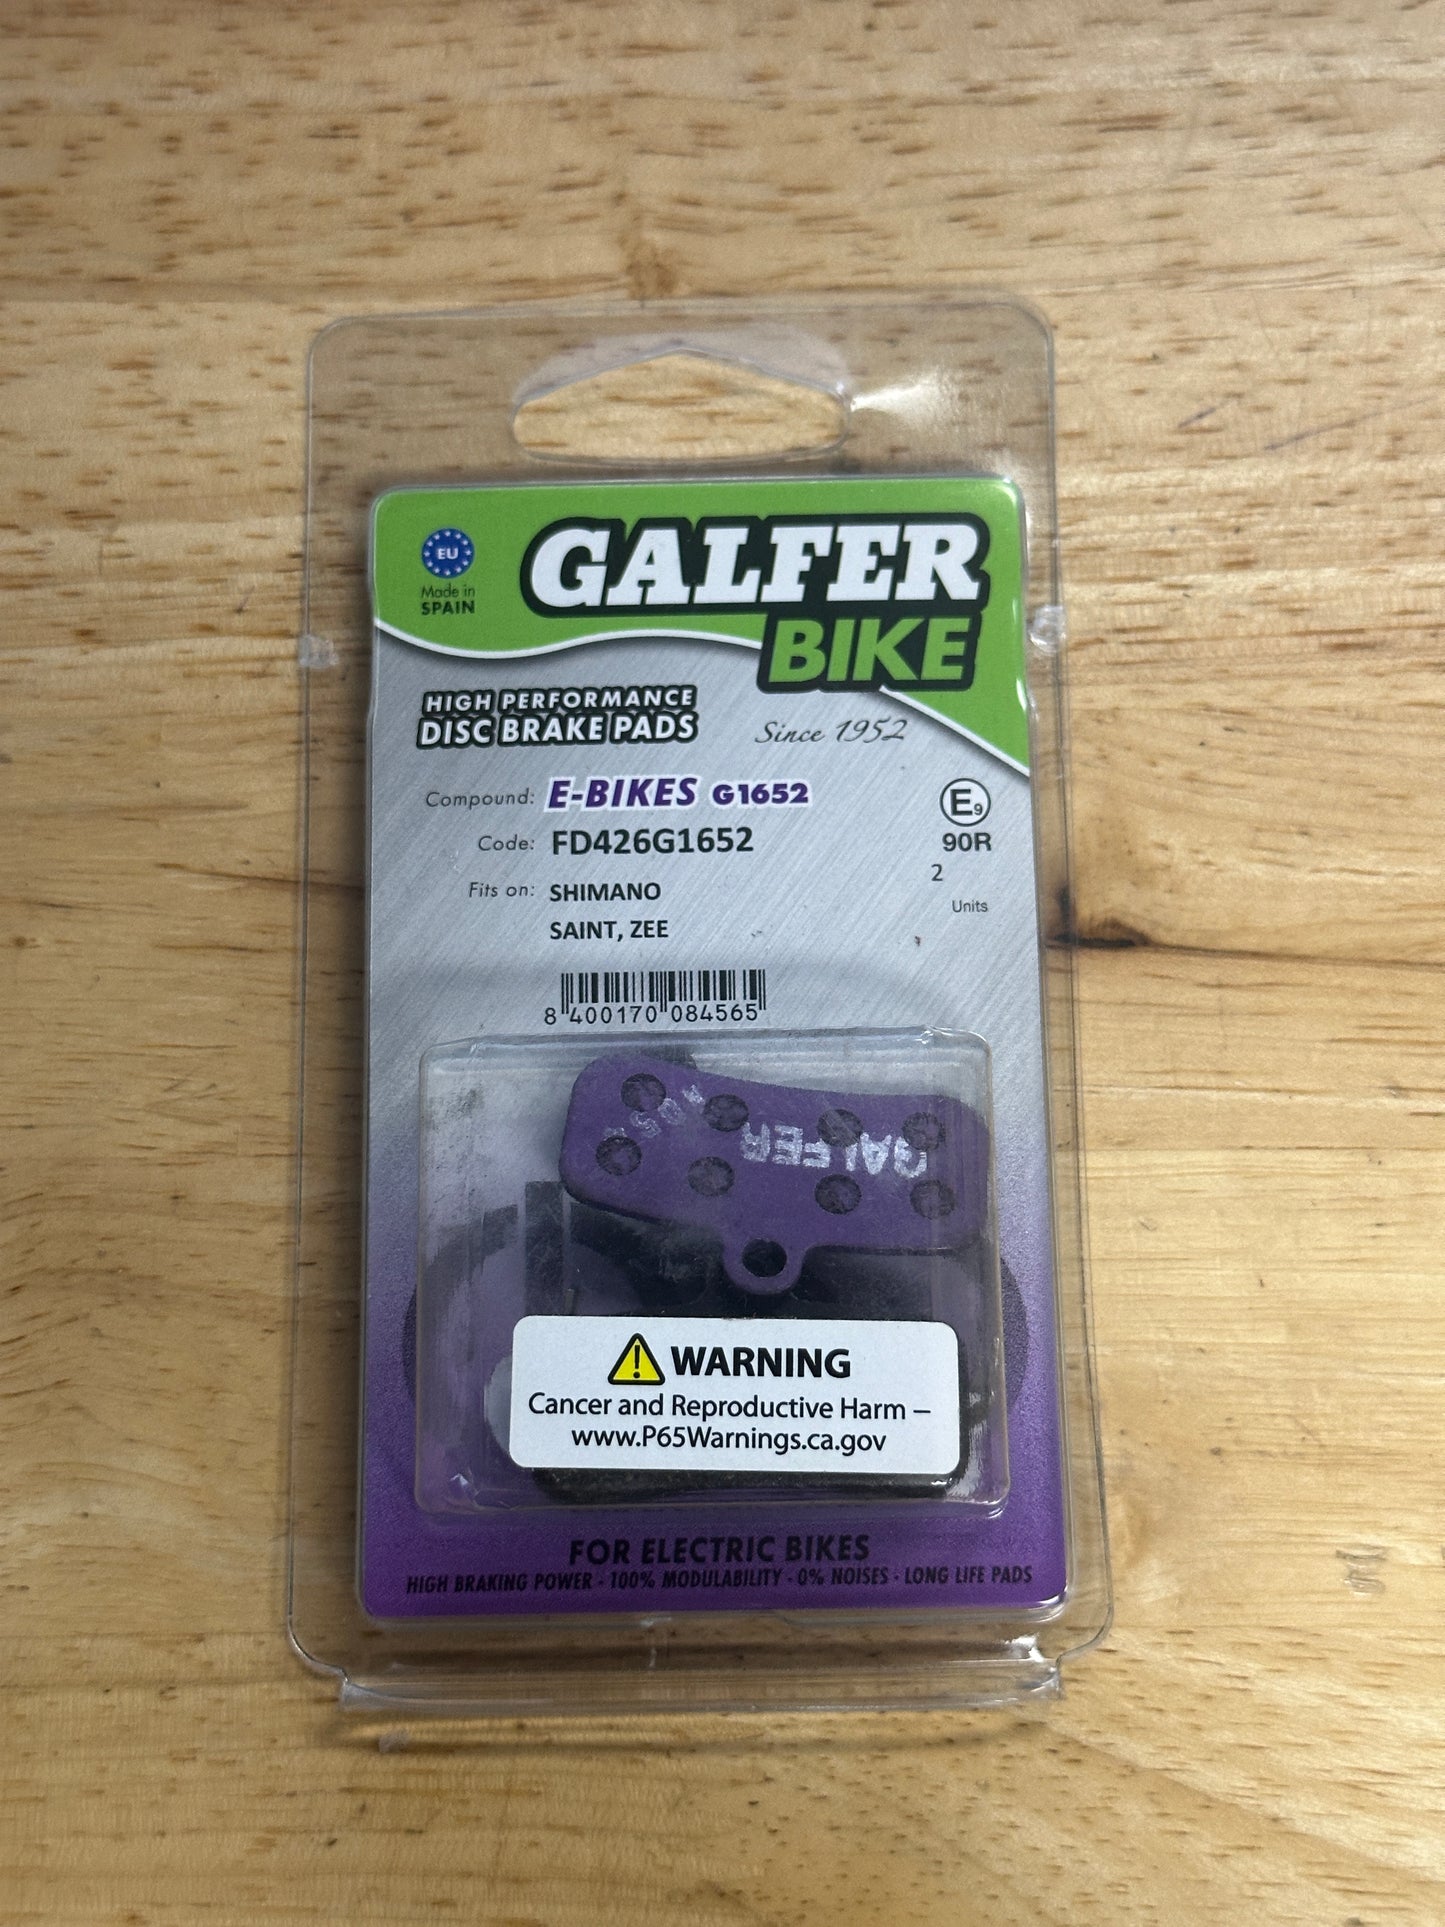 EU
Made in
SPAIN
GALFER
BIKE
HIGH PERFORMANCE
DISC BRAKE PADS
Since 1952
Compound: E-BIKES G1652
Code: FD426G1652
Fits on: SHIMANO
SAINT, ZEE
E9
90R
2
Units
8 400170 084565
GALFER
WARNING
Cancer and Reproductive Harm –
www.P65Warnings.ca.gov
FOR ELECTRIC BIKES
HIGH BRAKING POWER - 100% MODULABILITY - 0% NOISES - LONG LIFE PADS